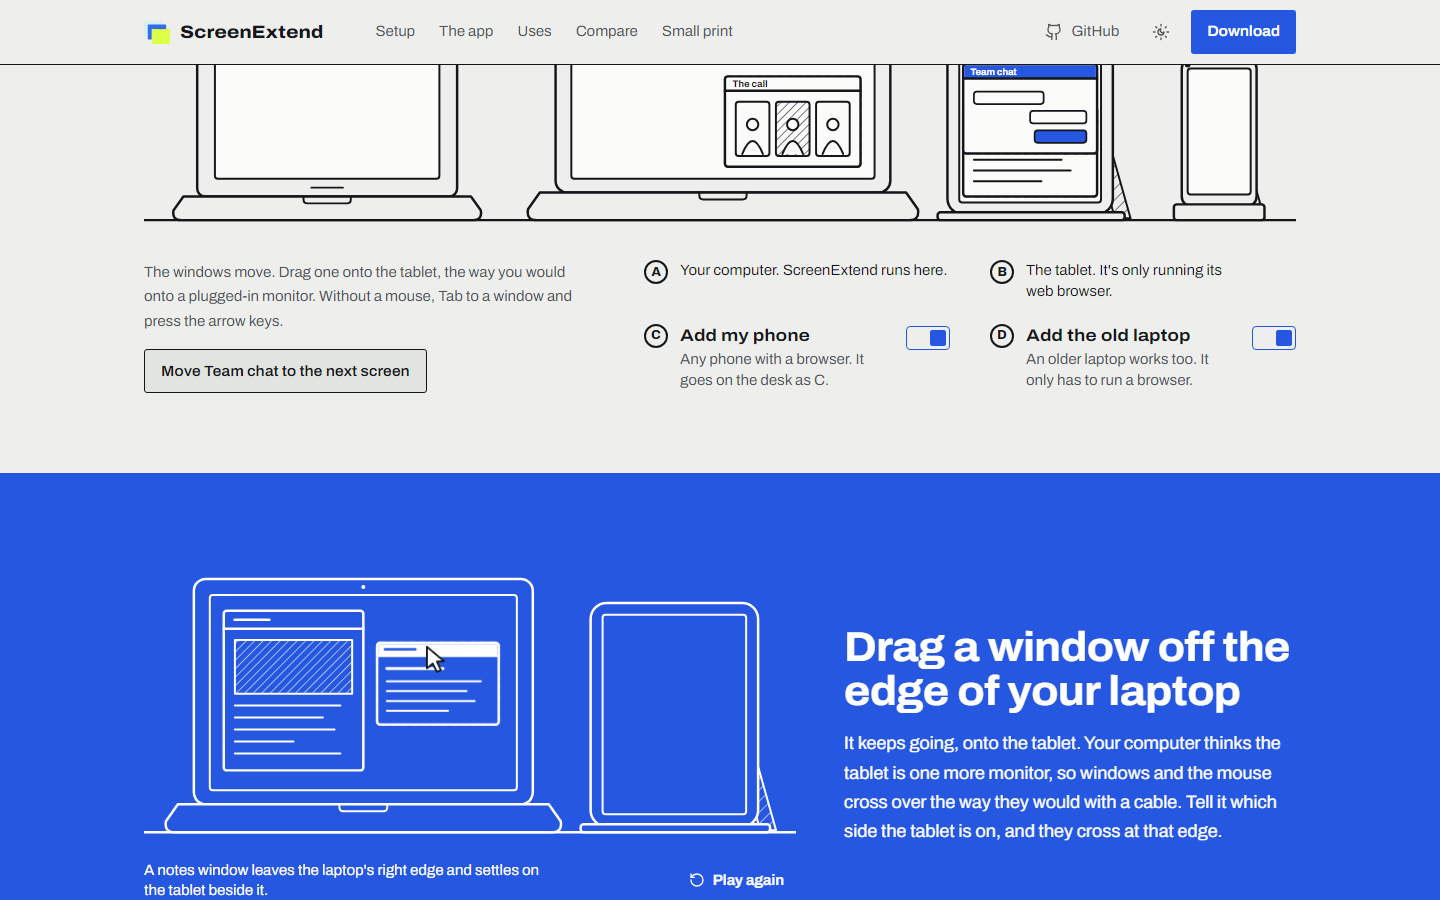 ScreenExtend
Setup
The app
Uses
Compare
Small print
GitHub
Download
The call
Team chat
The windows move. Drag one onto the tablet, the way you would
onto a plugged-in monitor. Without a mouse, Tab to a window and
press the arrow keys.
Move Team chat to the next screen
A
Your computer. ScreenExtend runs here.
B
The tablet. It's only running its
web browser.
C
Add my phone
Any phone with a browser. It
goes on the desk as C.
D
Add the old laptop
An older laptop works too. It
only has to run a browser.
Drag a window off the
edge of your laptop
It keeps going, onto the tablet. Your computer thinks the
tablet is one more monitor, so windows and the mouse
cross over the way they would with a cable. Tell it which
side the tablet is on, and they cross at that edge.
A notes window leaves the laptop's right edge and settles on
the tablet beside it.
Play again